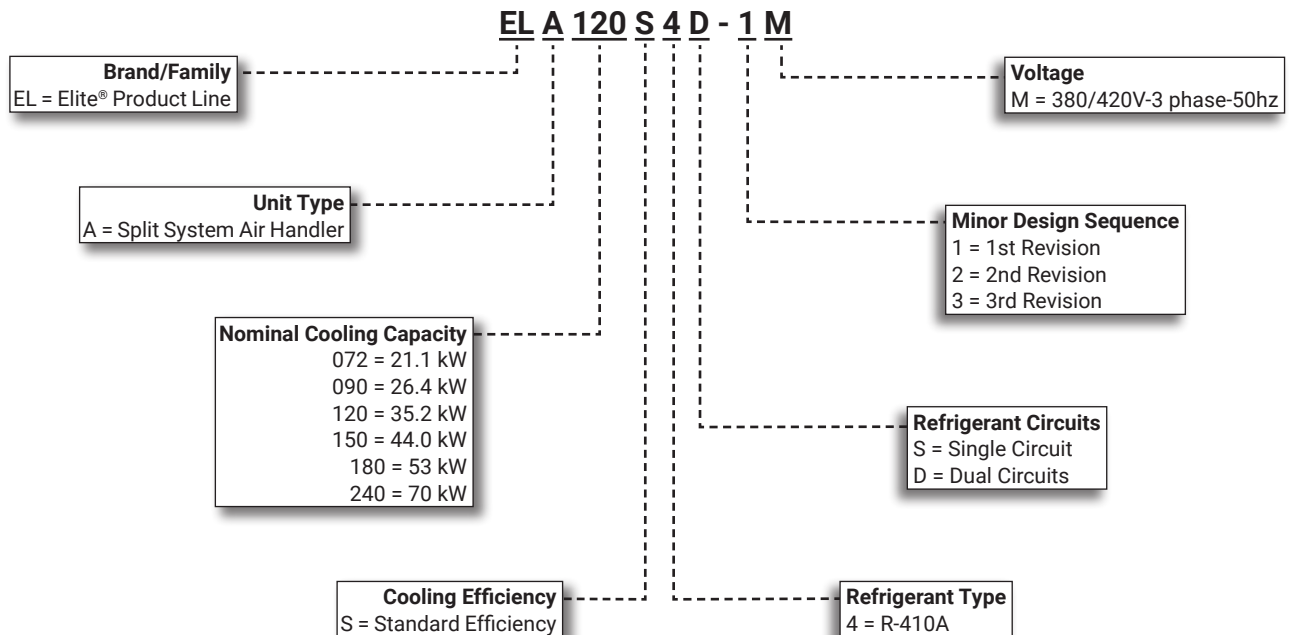 EL A 120 S 4 D - 1 M
Brand/Family
EL = Elite® Product Line
Voltage
M = 380/420V-3 phase-50hz
Unit Type
A = Split System Air Handler
Minor Design Sequence
1 = 1st Revision
2 = 2nd Revision
3 = 3rd Revision
Nominal Cooling Capacity
072 = 21.1 kW
090 = 26.4 kW
120 = 35.2 kW
150 = 44.0 kW
180 = 53 kW
240 = 70 kW
Refrigerant Circuits
S = Single Circuit
D = Dual Circuits
Cooling Efficiency
S = Standard Efficiency
Refrigerant Type
4 = R-410A